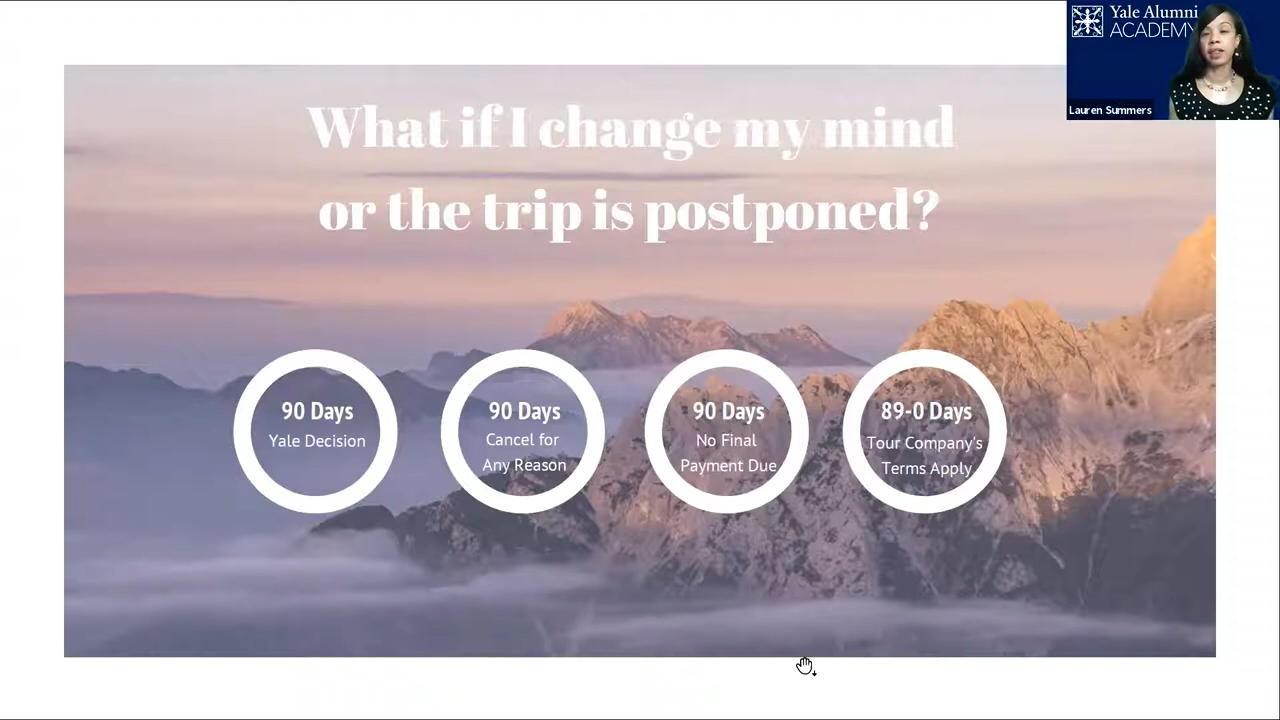 Yale Alumni
ACADEMY
Lauren Summers
What if I change my mind
or the trip is postponed?
90 Days
Yale Decision
90 Days
Cancel for
Any Reason
90 Days
No Final
Payment Due
89-0 Days
Tour Company's
Terms Apply